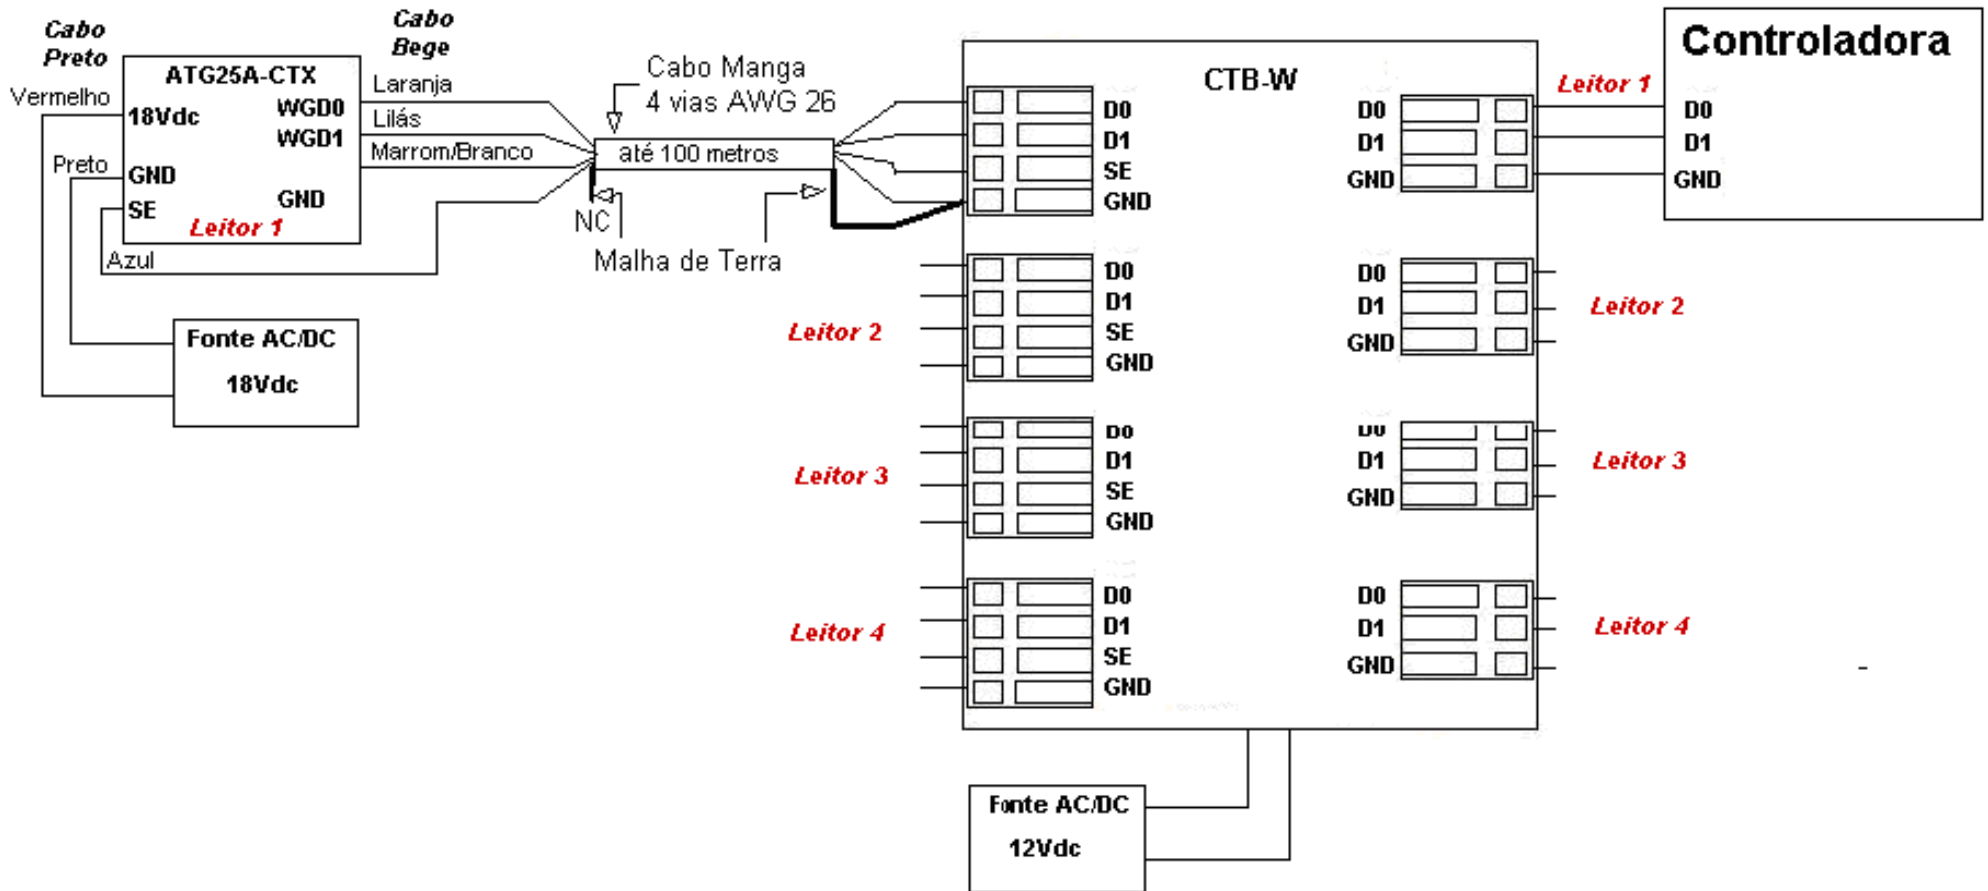 Cabo
Preto
Cabo
Bege
Vermelho
Preto
Azul
ATG25A-CTX
18Vdc
WGD0
WGD1
GND
GND
SE
Leitor 1
Laranja
Lilás
Marrom/Branco
Cabo Manga
4 vias AWG 26
até 100 metros
NC
Malha de Terra
Fonte AC/DC
18Vdc
CTB-W
D0
D1
SE
GND
Leitor 2
D0
D1
SE
GND
Leitor 3
D0
D1
SE
GND
Leitor 4
D0
D1
SE
GND
D0
D1
GND
Leitor 1
D0
D1
GND
Leitor 2
D0
D1
GND
Leitor 3
D0
D1
GND
Leitor 4
Controladora
D0
D1
GND
Fonte AC/DC
12Vdc